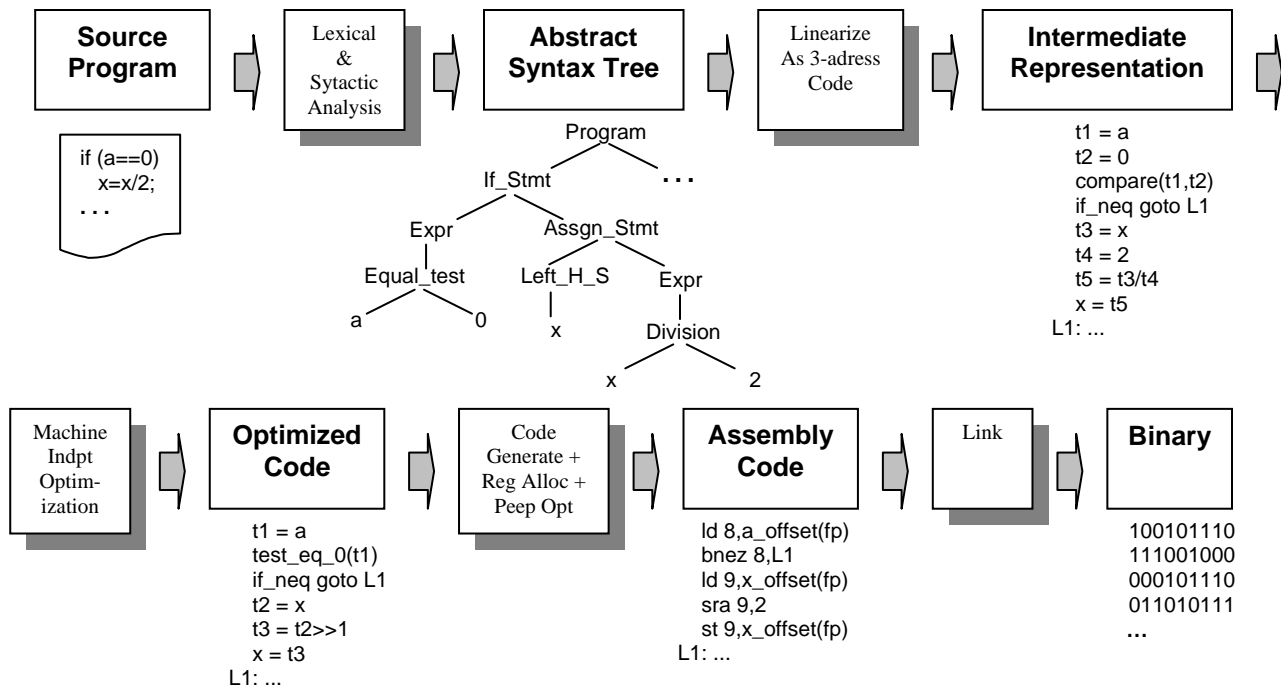 Source
Program
Lexical
&
Sytactic
Analysis
Abstract
Syntax Tree
Linearize
As 3-adress
Code
Intermediate
Representation
if (a==0)
x=x/2;
...
Program
If_Stmt
...
Expr
Assgn_Stmt
Equal_test
Left_H_S
Expr
a
0
x
Division
x
2
t1 = a
t2 = 0
compare(t1,t2)
if_neq goto L1
t3 = x
t4 = 2
t5 = t3/t4
x = t5
L1: ...
Machine
Indpt
Optim-
ization
Optimized
Code
Code
Generate +
Reg Alloc +
Peep Opt
Assembly
Code
Link
Binary
t1 = a
test_eq_0(t1)
if_neq goto L1
t2 = x
t3 = t2>>1
x = t3
L1: ...
ld 8,a_offset(fp)
bnez 8,L1
ld 9,x_offset(fp)
sra 9,2
st 9,x_offset(fp)
L1: ...
100101110
111001000
000101110
011010111
...